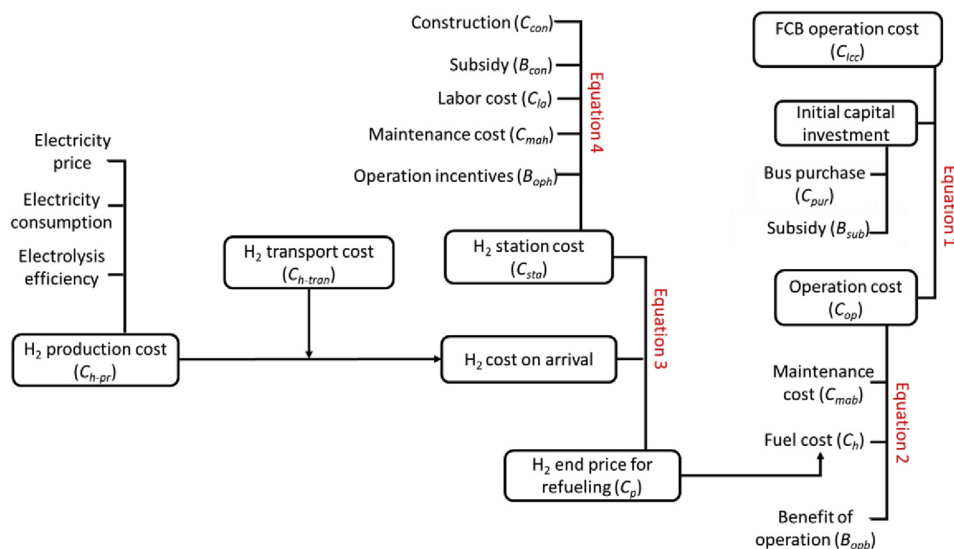 Construction (C_con)
Subsidy (B_con)
Labor cost (C_la)
Maintenance cost (C_mah)
Operation incentives (B_oph)
Equation 4
Electricity
price
Electricity
consumption
Electrolysis
efficiency
H₂ production cost
(C_h-pr)
H₂ transport cost
(C_h-tran)
H₂ station cost
(C_sta)
H₂ cost on arrival
Equation 3
H₂ end price for
refueling (C_p)
FCB operation cost
(C_lcc)
Initial capital
investment
Bus purchase
(C_pur)
Subsidy (B_sub)
Equation 1
Operation cost
(C_op)
Maintenance
cost (C_mab)
Fuel cost (C_h)
Equation 2
Benefit of
operation (B_opb)